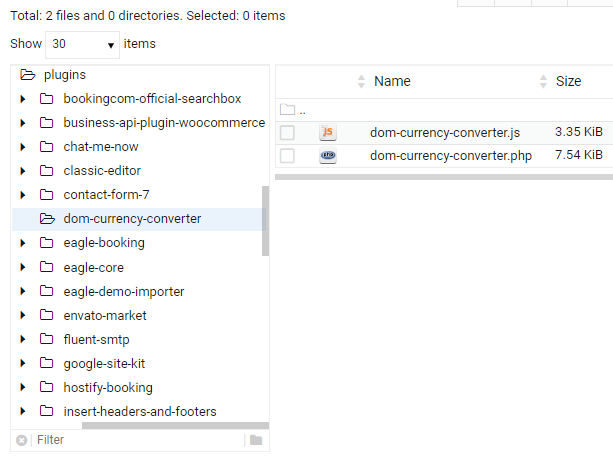 Total: 2 files and 0 directories. Selected: 0 items
Show 30 items
plugins
bookingcom-official-searchbox
business-api-plugin-woocommerce
chat-me-now
classic-editor
contact-form-7
dom-currency-converter
eagle-booking
eagle-core
eagle-demo-importer
envato-market
fluent-smtp
google-site-kit
hostify-booking
insert-headers-and-footers
Filter
Name Size
..
JS dom-currency-converter.js 3.35 KiB
php dom-currency-converter.php 7.54 KiB